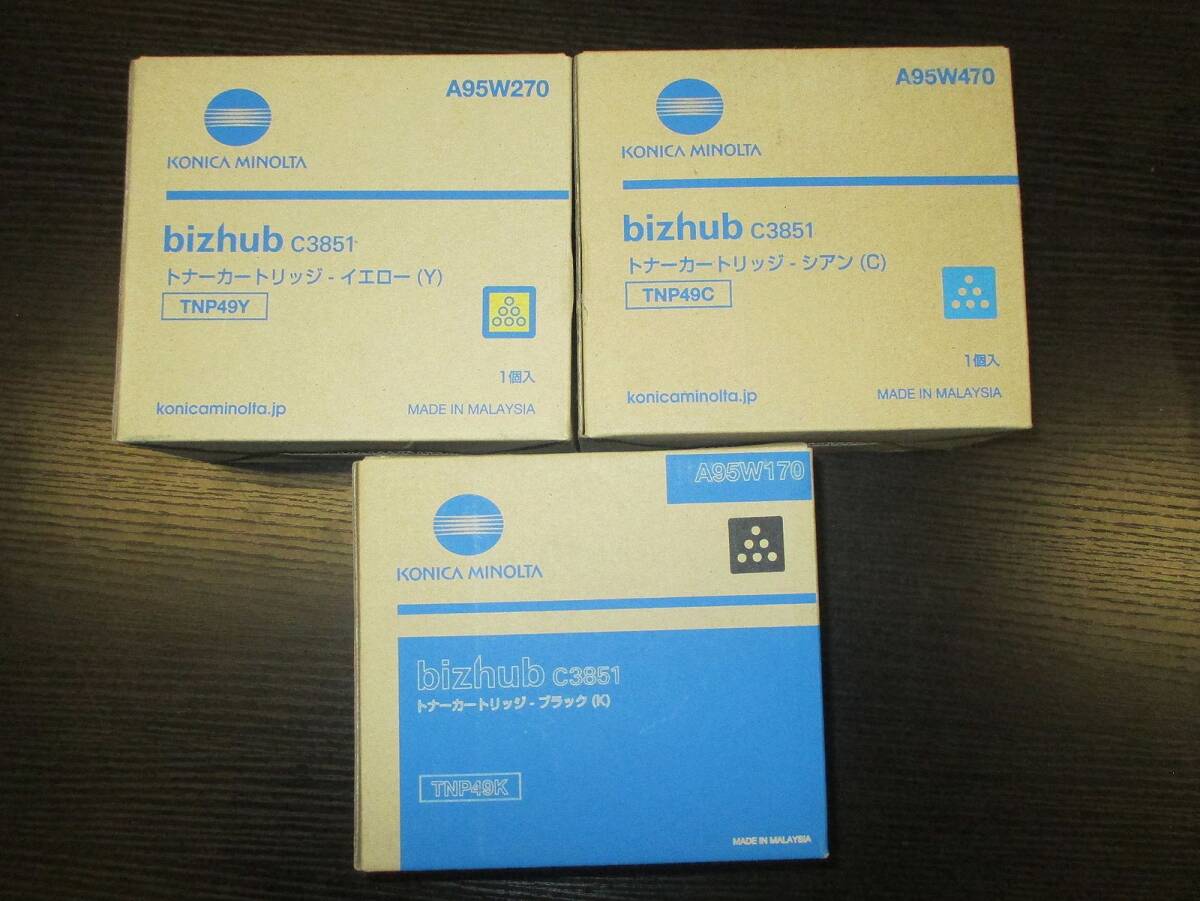 A95W270
KONICA MINOLTA
bizhub C3851
トナーカートリッジ - イエロー (Y)
TNP49Y
1個入
konicaminolta.jp
MADE IN MALAYSIA
A95W470
KONICA MINOLTA
bizhub C3851
トナーカートリッジ - シアン (C)
TNP49C
1個入
konicaminolta.jp
MADE IN MALAYSIA
A95W170
KONICA MINOLTA
bizhub C3851
トナーカートリッジ - ブラック (K)
TNP49K
MADE IN MALAYSIA